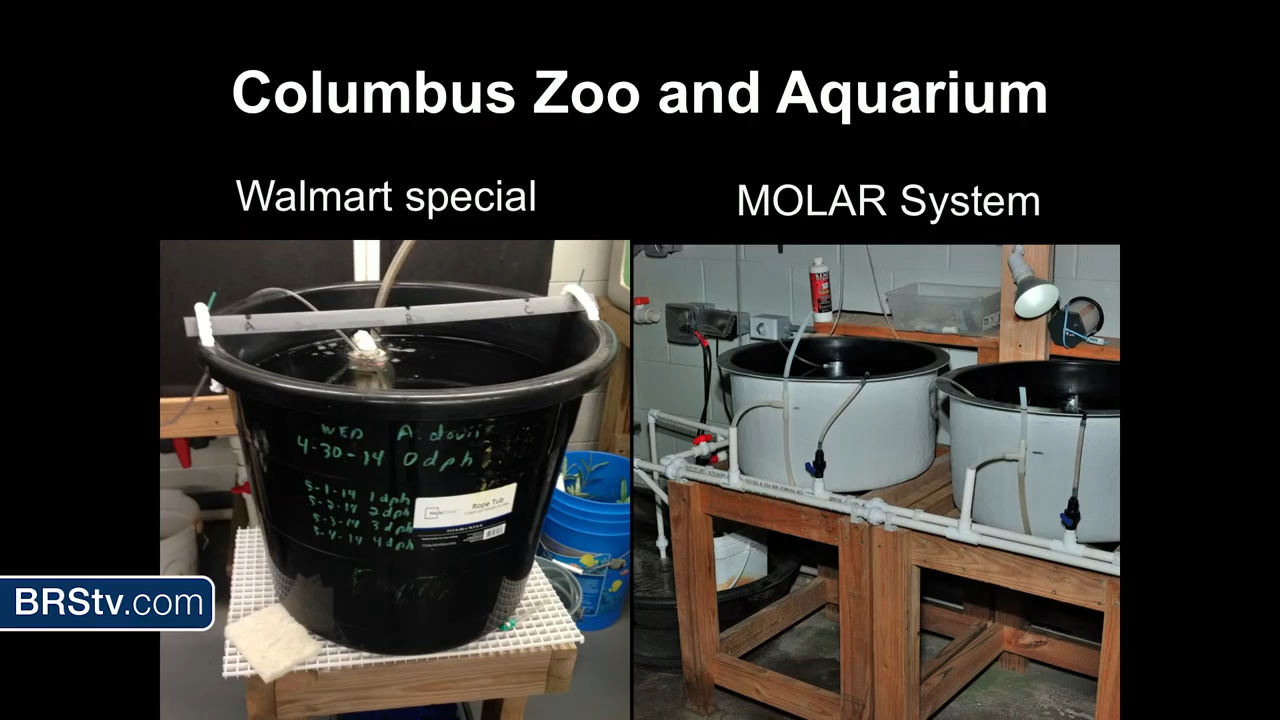 Columbus Zoo and Aquarium
Walmart special
MOLAR System
A
C
WED A. davii
4-30-14 0dph
5-1-14 1dph
5-2-14 2dph
5-3-14 3dph
5-4-14 4dph
Rope Tub
BRStv.com